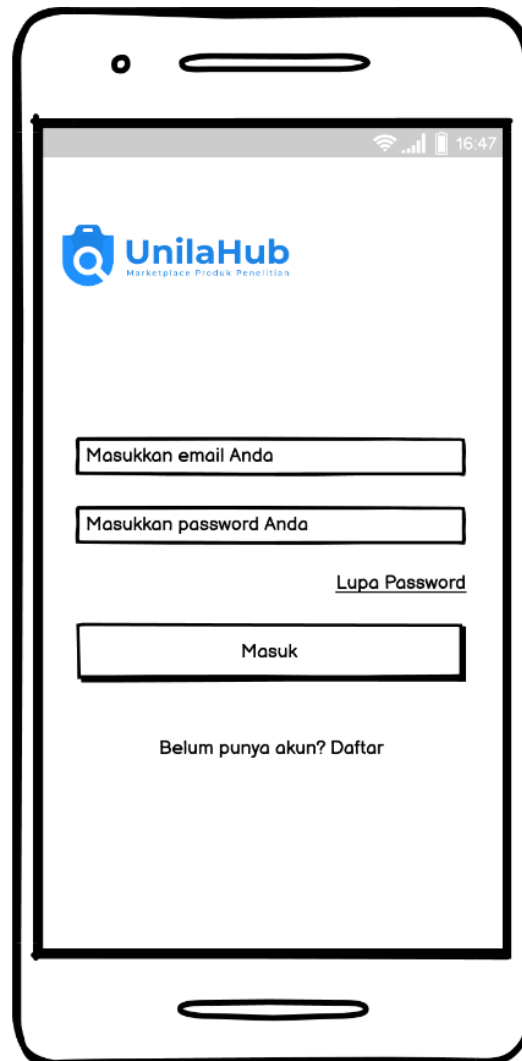 16:47
UnilaHub
Marketplace Produk Penelitian
Masukkan email Anda
Masukkan password Anda
Lupa Password
Masuk
Belum punya akun? Daftar